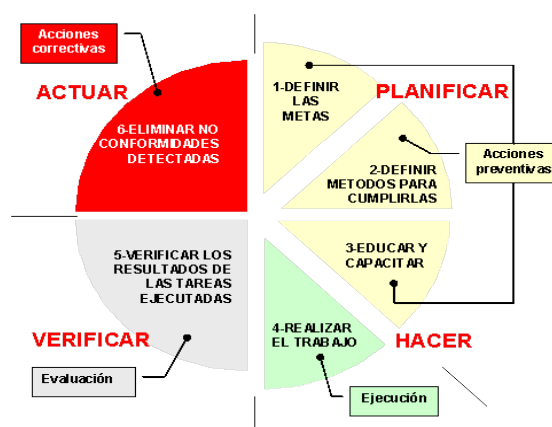 Acciones
correctivas
ACTUAR
6-ELIMINAR NO
CONFORMIDADES
DETECTADAS
1-DEFINIR
LAS
METAS
PLANIFICAR
2-DEFINIR
METODOS PARA
CUMPLIRLAS
Acciones
preventivas
3-EDUCAR Y
CAPACITAR
HACER
4-REALIZAR
EL TRABAJO
Ejecución
5-VERIFICAR LOS
RESULTADOS DE
LAS TAREAS
EJECUTADAS
VERIFICAR
Evaluación